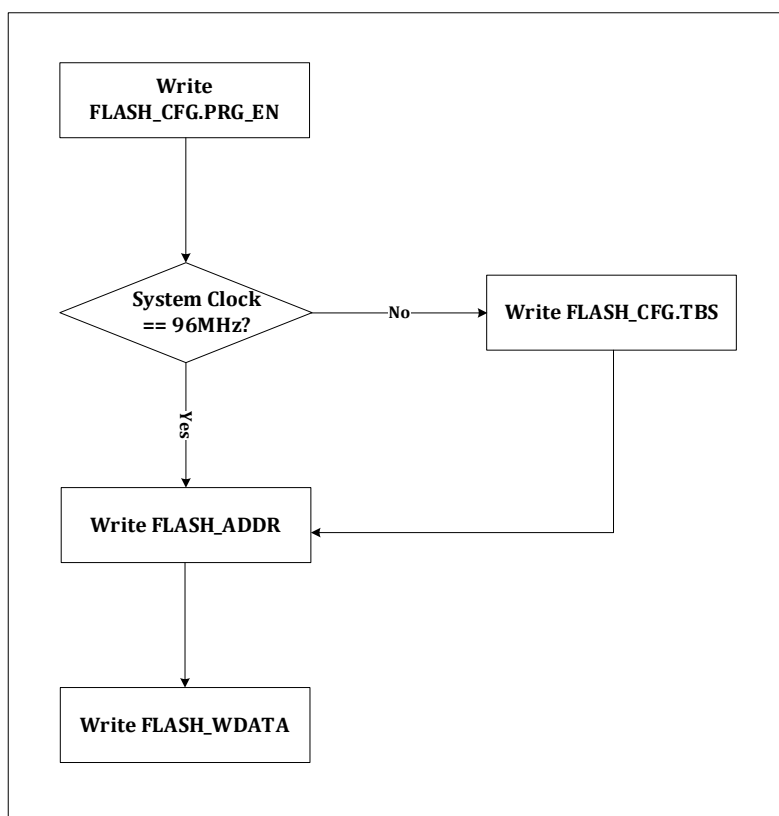 Write
FLASH_CFG.PRG_EN
System Clock
== 96MHz?
No
Write FLASH_CFG.TBS
Yes
Write FLASH_ADDR
Write FLASH_WDATA